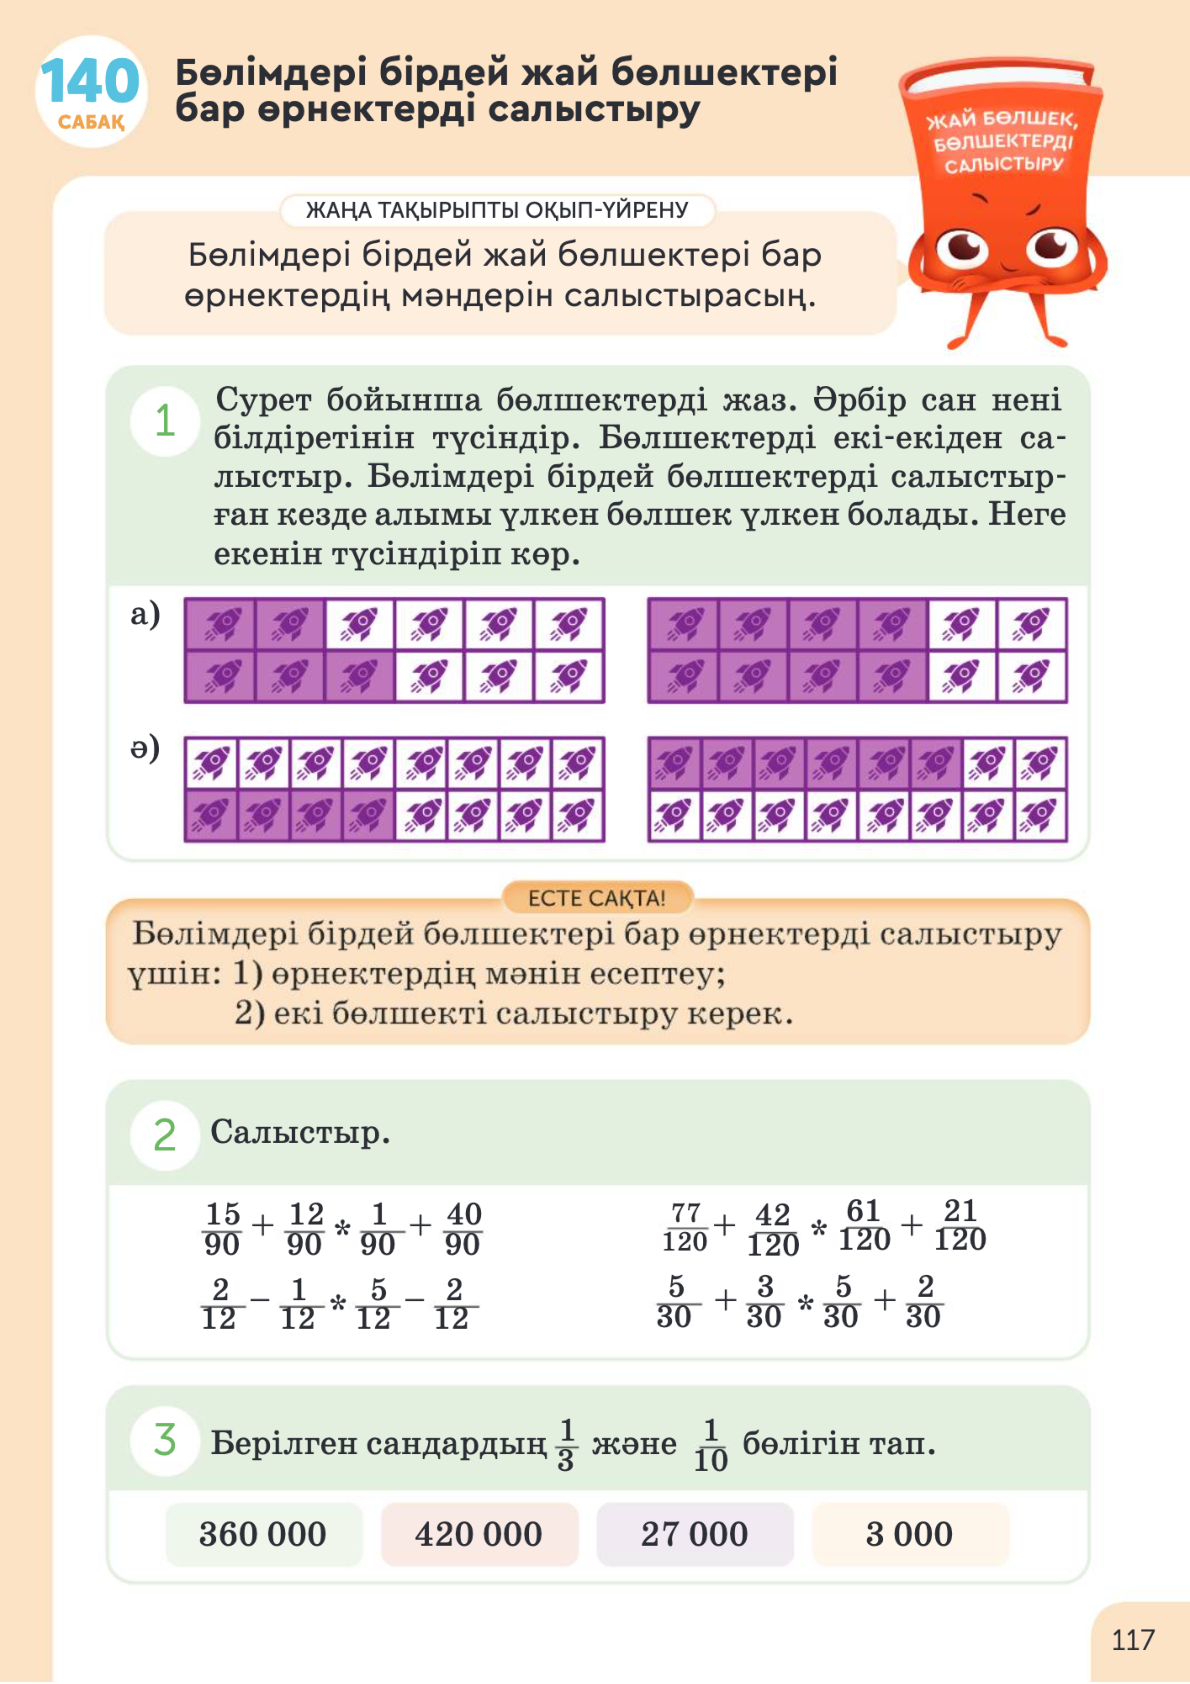 140
САБАҚ
Бөлімдері бірдей жай бөлшектері
бар өрнектерді салыстыру
ЖАЙ БӨЛШЕК,
БӨЛШЕКТЕРДІ
САЛЫСТЫРУ
ЖАҢА ТАҚЫРЫПТЫ ОҚЫП-ҮЙРЕНУ
Бөлімдері бірдей жай бөлшектері бар
өрнектердің мәндерін салыстырасың.
1
Сурет бойынша бөлшектерді жаз. Әрбір сан нені
білдіретінін түсіндір. Бөлшектерді екі-екіден са-
лыстыр. Бөлімдері бірдей бөлшектерді салыстыр-
ған кезде алымы үлкен бөлшек үлкен болады. Неге
екенін түсіндіріп көр.
а)
ә)
ЕСТЕ САҚТА!
Бөлімдері бірдей бөлшектері бар өрнектерді салыстыру
үшін: 1) өрнектердің мәнін есептеу;
2) екі бөлшекті салыстыру керек.
2 Салыстыр.
15/90 + 12/90 * 1/90 + 40/90
77/120 + 42/120 * 61/120 + 21/120
2/12 − 1/12 * 5/12 − 2/12
5/30 + 3/30 * 5/30 + 2/30
3 Берілген сандардың 1/3 және 1/10 бөлігін тап.
360 000 420 000 27 000 3 000
117